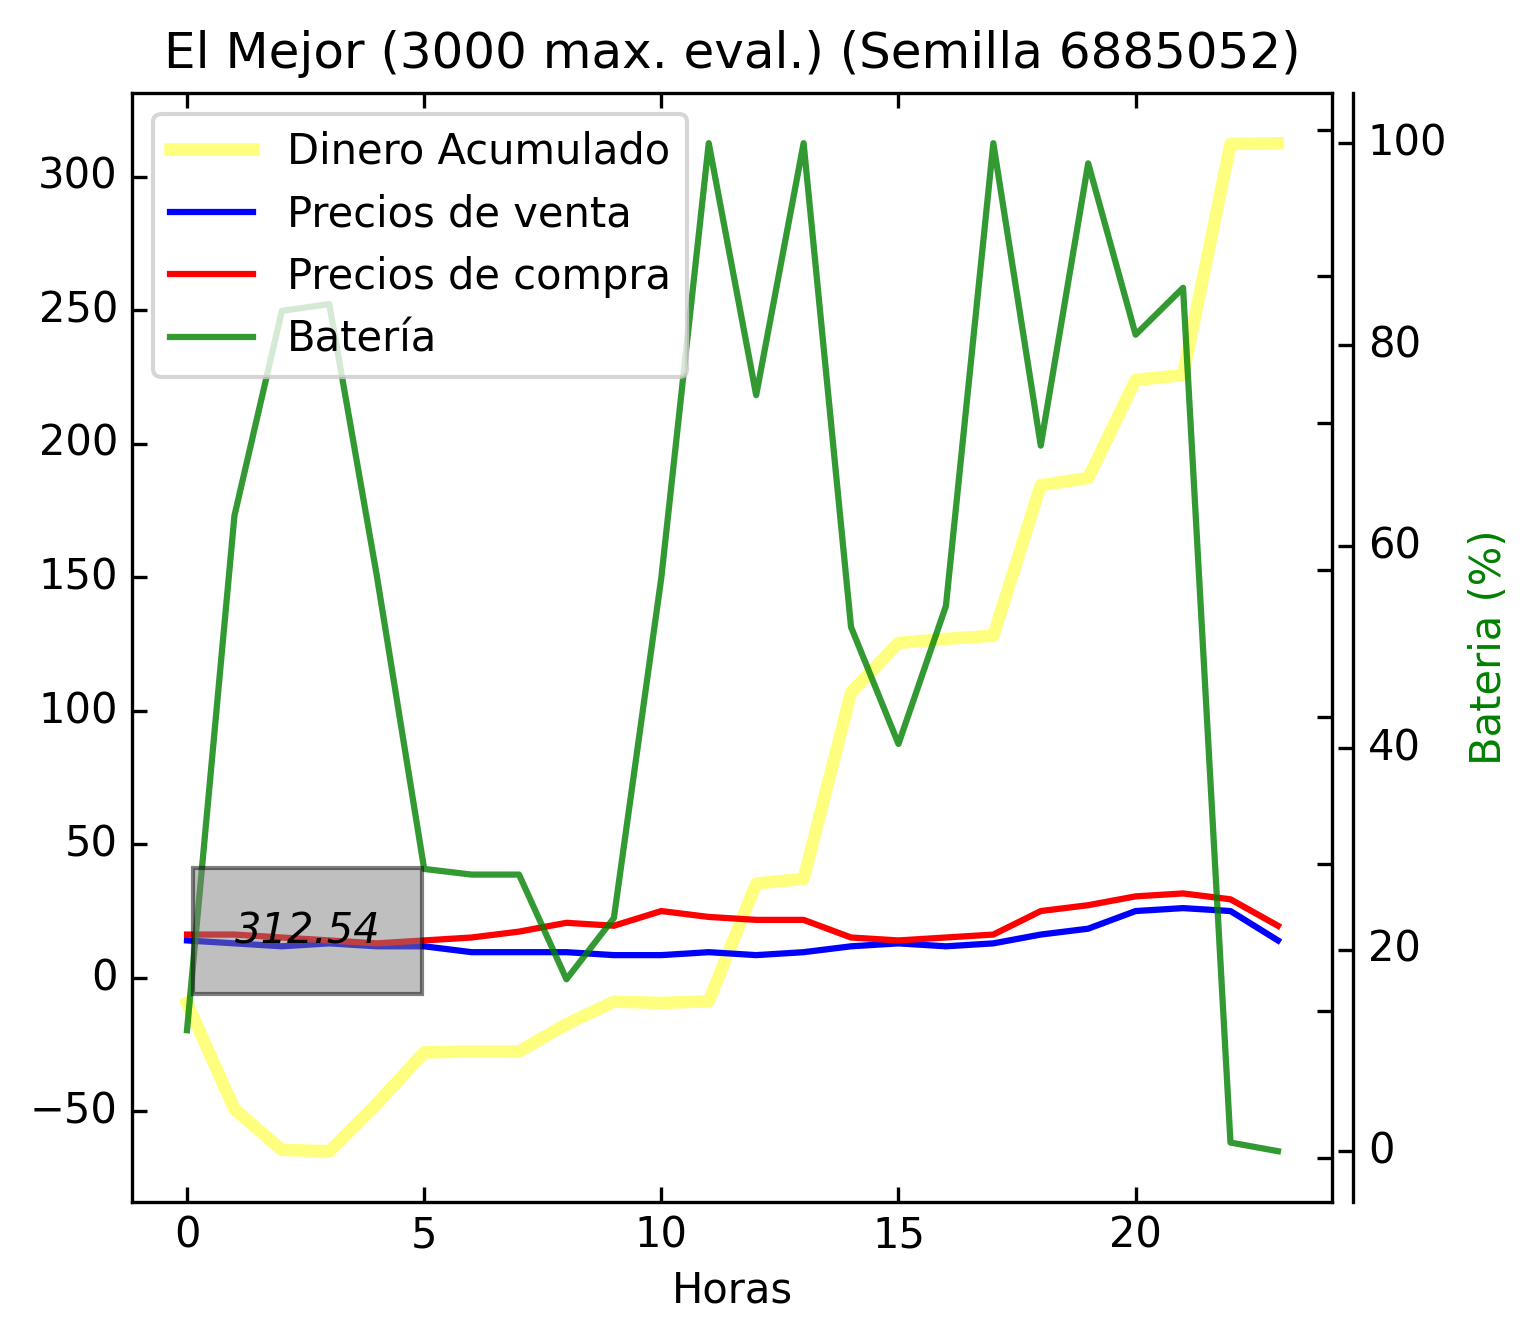 El Mejor (3000 max. eval.) (Semilla 6885052)
Dinero Acumulado
Precios de venta
Precios de compra
Batería
300
250
200
150
100
50
0
−50
312.54
100
80
60
40
20
0
Bateria (%)
0 5 10 15 20
Horas